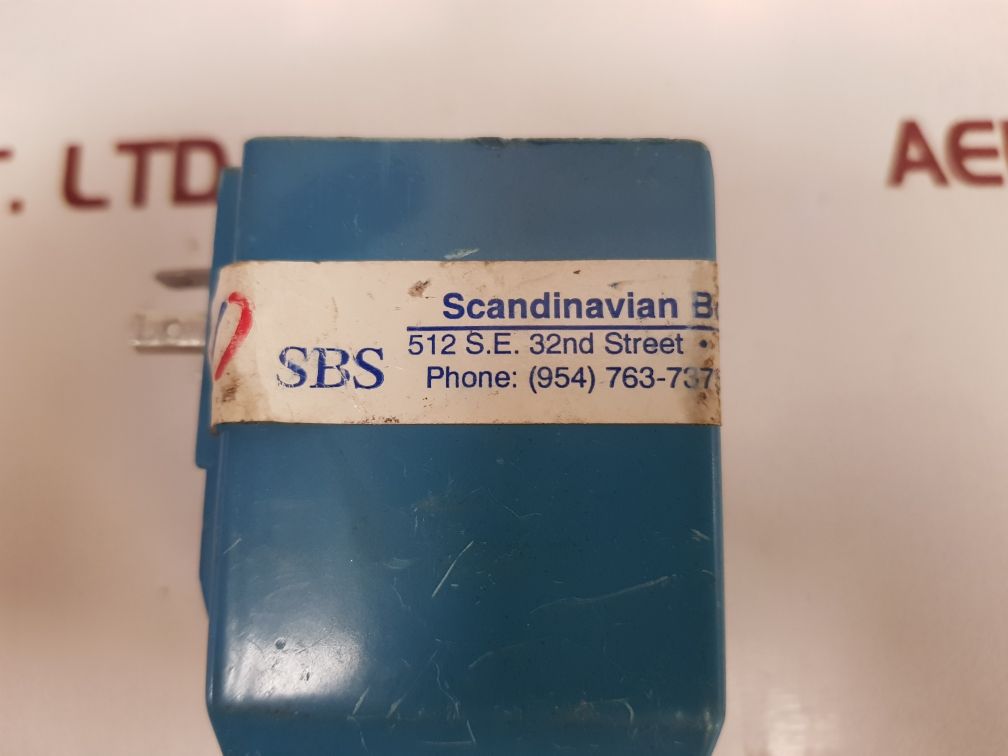 T. LTD
AE
Scandinavian B
512 S.E. 32nd Street •
SBS
Phone: (954) 763-737